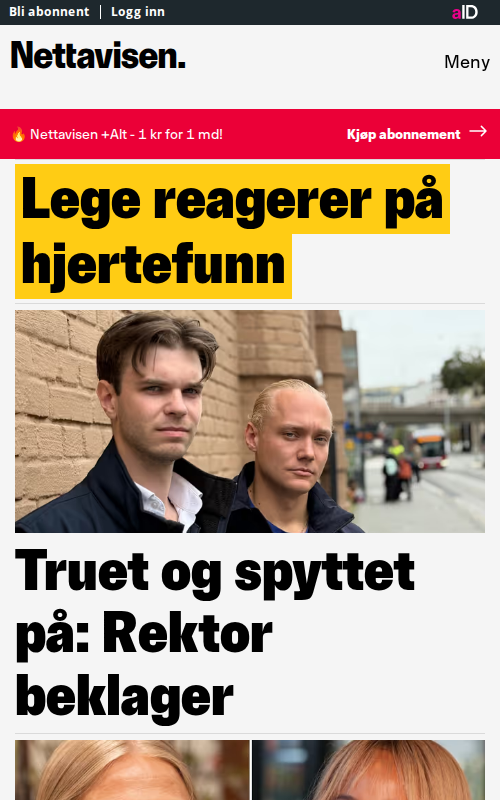 Bli abonnent | Logg inn
aID
Nettavisen.
Meny
🔥 Nettavisen +Alt - 1 kr for 1 md!
Kjøp abonnement →
Lege reagerer på
hjertefunn
Truet og spyttet
på: Rektor
beklager